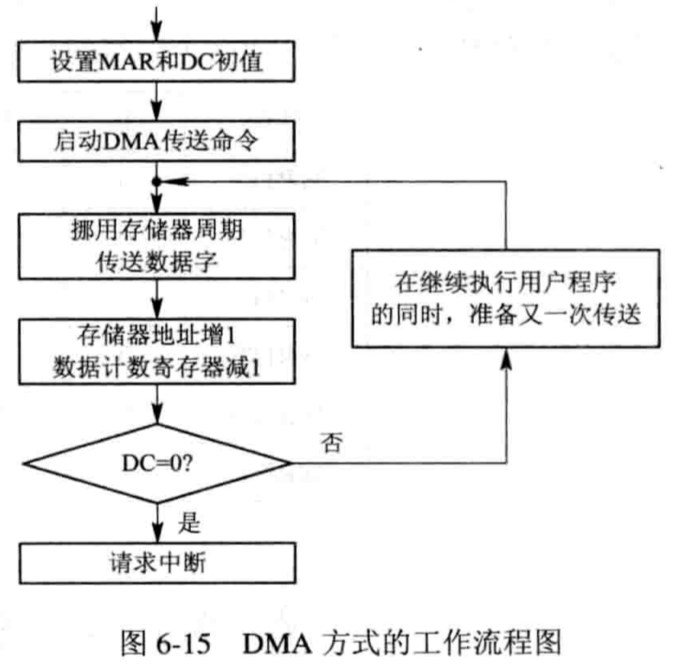 设置MAR和DC初值
启动DMA传送命令
挪用存储器周期
传送数据字
在继续执行用户程序
的同时，准备又一次传送
存储器地址增1
数据计数寄存器减1
DC=0?
否
是
请求中断
图 6-15 DMA 方式的工作流程图